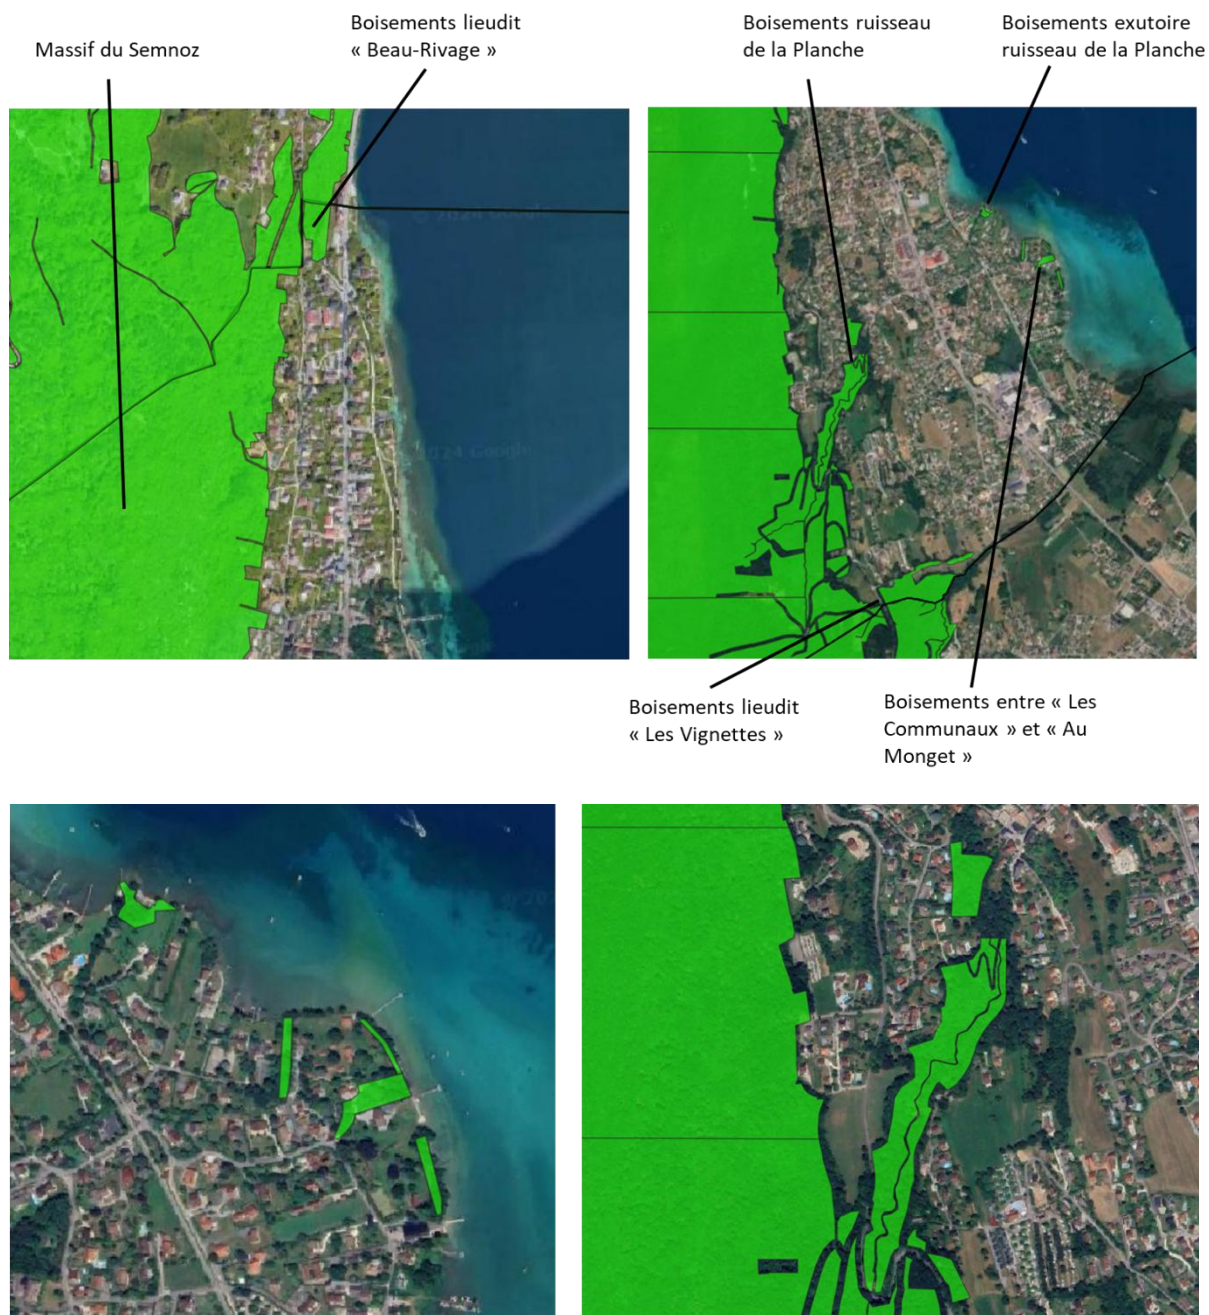 Massif du Semnoz
Boisements lieudit
« Beau-Rivage »
Boisements ruisseau
de la Planche
Boisements exutoire
ruisseau de la Planche
Boisements lieudit
« Les Vignettes »
Boisements entre « Les
Communaux » et « Au
Monget »